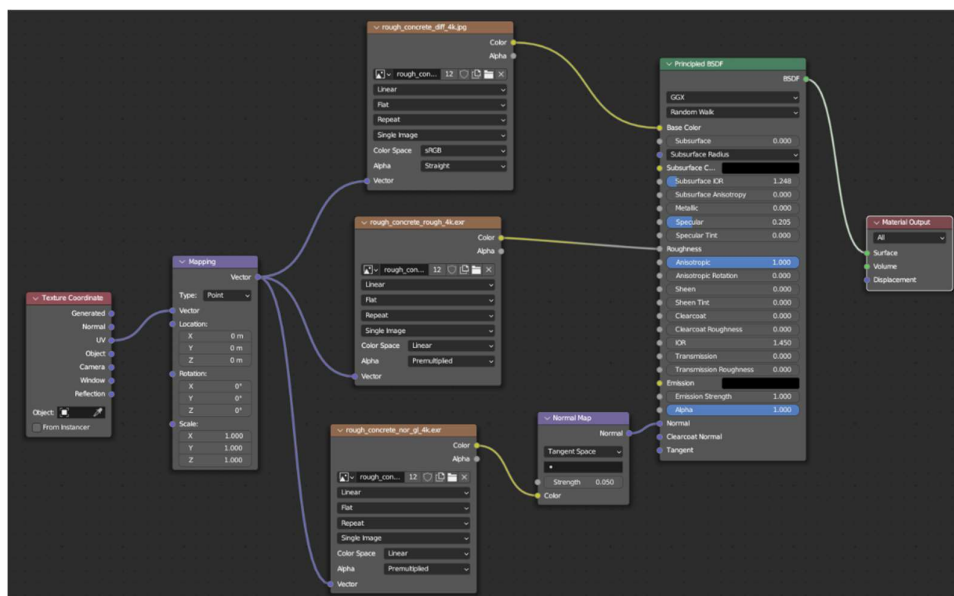 Texture Coordinate
Generated
Normal
UV
Object
Camera
Window
Reflection
Object:
From Instancer
Mapping
Vector
Type: Point
Vector
Location:
X 0 m
Y 0 m
Z 0 m
Rotation:
X 0°
Y 0°
Z 0°
Scale:
X 1.000
Y 1.000
Z 1.000
rough_concrete_diff_4k.jpg
Color
Alpha
rough_con... 12
Linear
Flat
Repeat
Single Image
Color Space sRGB
Alpha Straight
Vector
rough_concrete_rough_4k.exr
Color
Alpha
rough_con... 12
Linear
Flat
Repeat
Single Image
Color Space Linear
Alpha Premultiplied
Vector
rough_concrete_nor_gl_4k.exr
Color
Alpha
rough_con... 12
Linear
Flat
Repeat
Single Image
Color Space Linear
Alpha Premultiplied
Vector
Normal Map
Normal
Tangent Space
Strength 0.050
Color
Principled BSDF
BSDF
GGX
Random Walk
Base Color
Subsurface 0.000
Subsurface Radius
Subsurface C...
Subsurface IOR 1.248
Subsurface Anisotropy 0.000
Metallic 0.000
Specular 0.205
Specular Tint 0.000
Roughness
Anisotropic 1.000
Anisotropic Rotation 0.000
Sheen 0.000
Sheen Tint 0.000
Clearcoat 0.000
Clearcoat Roughness 0.000
IOR 1.450
Transmission 0.000
Transmission Roughness 0.000
Emission
Emission Strength 1.000
Alpha 1.000
Normal
Clearcoat Normal
Tangent
Material Output
All
Surface
Volume
Displacement